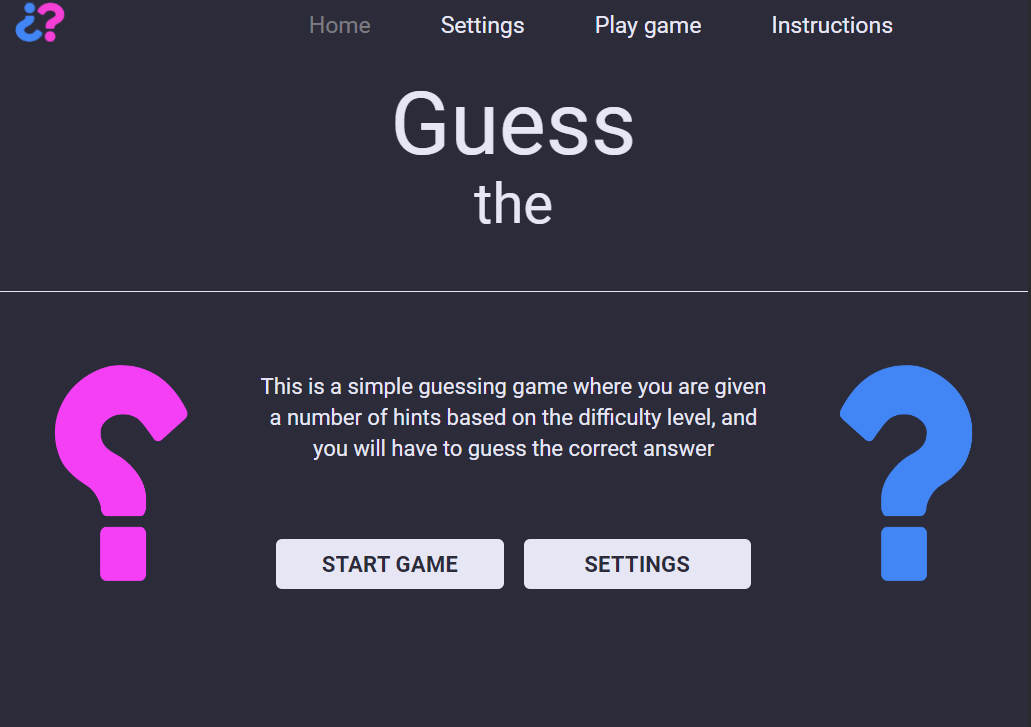 Home Settings Play game Instructions
Guess
the
This is a simple guessing game where you are given
a number of hints based on the difficulty level, and
you will have to guess the correct answer
START GAME SETTINGS